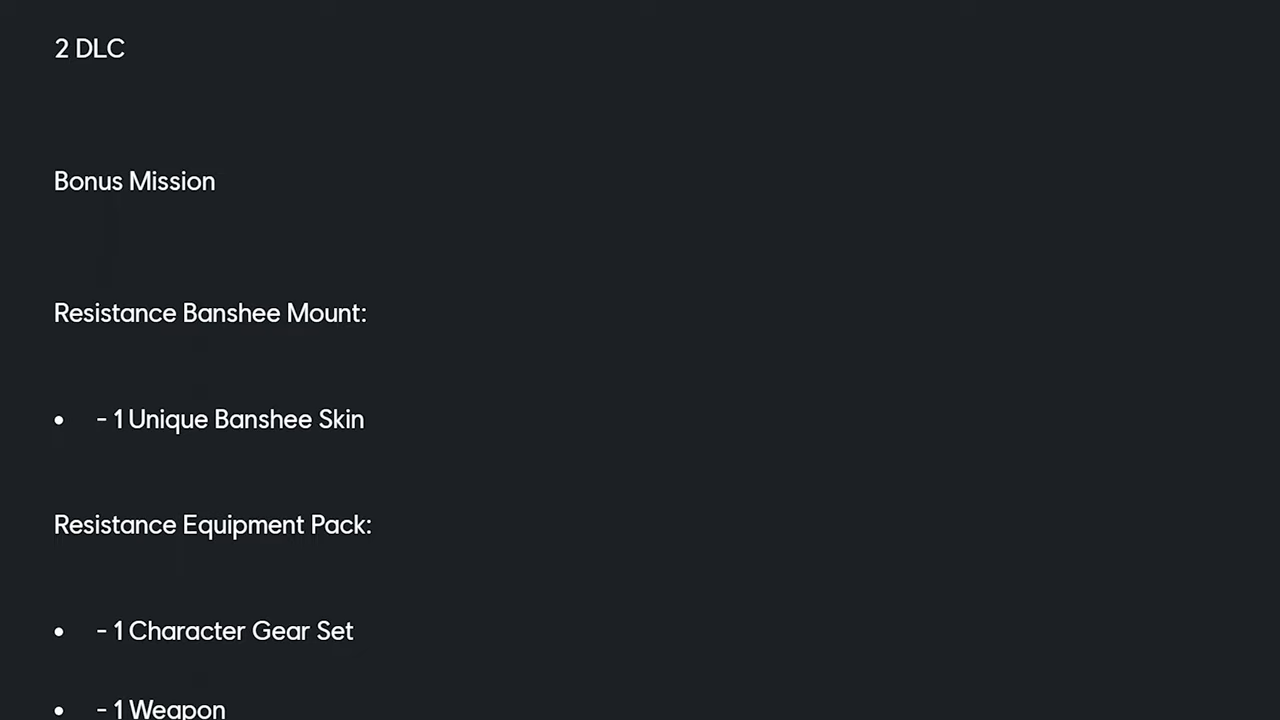 2 DLC
Bonus Mission
Resistance Banshee Mount:
• - 1 Unique Banshee Skin
Resistance Equipment Pack:
• - 1 Character Gear Set
• - 1 Weapon